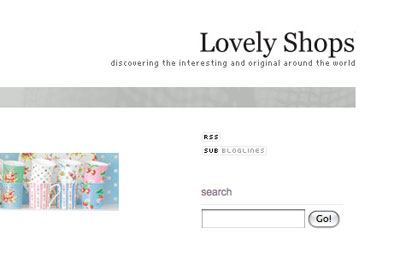 Lovely Shops
discovering the interesting and original around the world
RSS
SUB BLOGLINES
search
Go!